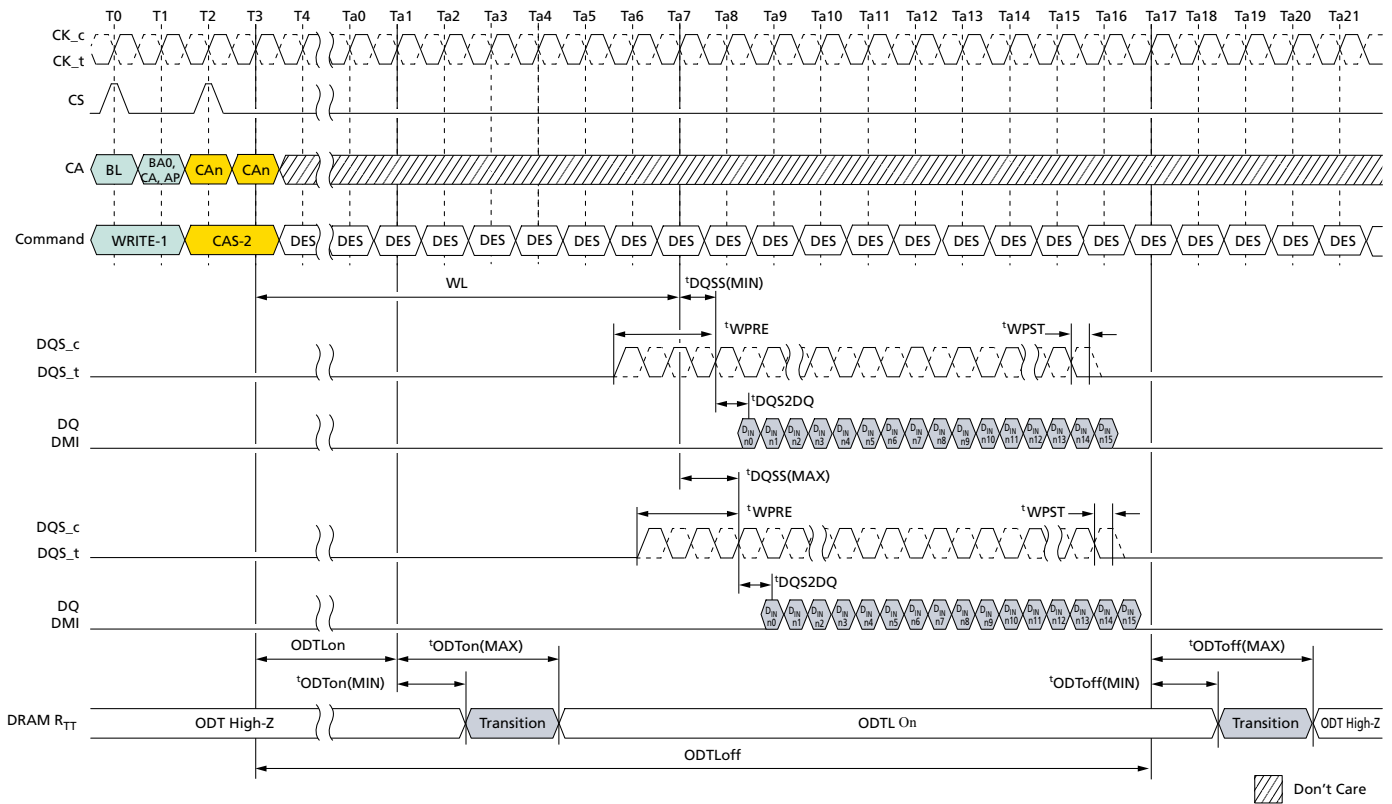 T0 T1 T2 T3 T4 Ta0 Ta1 Ta2 Ta3 Ta4 Ta5 Ta6 Ta7 Ta8 Ta9 Ta10 Ta11 Ta12 Ta13 Ta14 Ta15 Ta16 Ta17 Ta18 Ta19 Ta20 Ta21
CK_c
CK_t
CS
CA BL BA0, CA, AP CAn CAn
Command WRITE-1 CAS-2 DES DES DES DES DES DES DES DES DES DES DES DES DES DES DES DES DES DES DES DES DES DES DES
WL tDQSS(MIN)
tWPRE tWPST
DQS_c
DQS_t
tDQS2DQ
DQ
DMI
DIN n0 DIN n1 DIN n2 DIN n3 DIN n4 DIN n5 DIN n6 DIN n7 DIN n8 DIN n9 DIN n10 DIN n11 DIN n12 DIN n13 DIN n14 DIN n15
tDQSS(MAX)
tWPRE tWPST
DQS_c
DQS_t
tDQS2DQ
DQ
DMI
DIN n0 DIN n1 DIN n2 DIN n3 DIN n4 DIN n5 DIN n6 DIN n7 DIN n8 DIN n9 DIN n10 DIN n11 DIN n12 DIN n13 DIN n14 DIN n15
ODTLon tODTon(MAX) tODToff(MAX)
tODTon(MIN) tODToff(MIN)
DRAM RTT ODT High-Z Transition ODTL On Transition ODT High-Z
ODTLoff
Don't Care